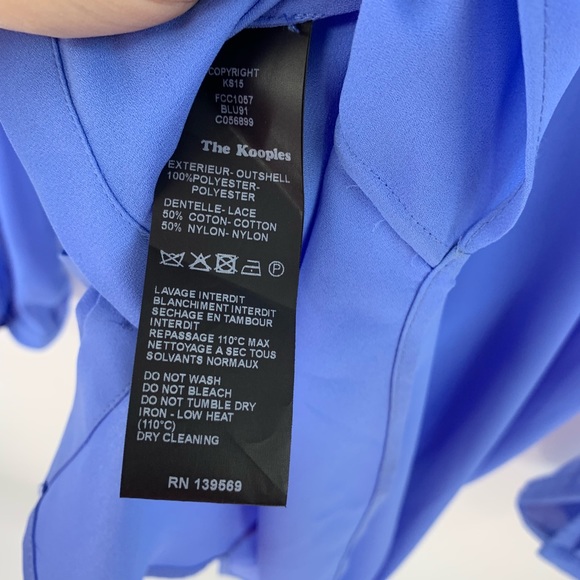 COPYRIGHT
KS15
FCC1057
BLU91
C056899
The Kooples
EXTERIEUR- OUTSHELL
100%POLYESTER-
POLYESTER
DENTELLE- LACE
50% COTON- COTTON
50% NYLON- NYLON
P
LAVAGE INTERDIT
BLANCHIMENT INTERDIT
SECHAGE EN TAMBOUR
INTERDIT
REPASSAGE 110°C MAX
NETTOYAGE A SEC TOUS
SOLVANTS NORMAUX
DO NOT WASH
DO NOT BLEACH
DO NOT TUMBLE DRY
IRON - LOW HEAT
(110°C)
DRY CLEANING
RN 139569